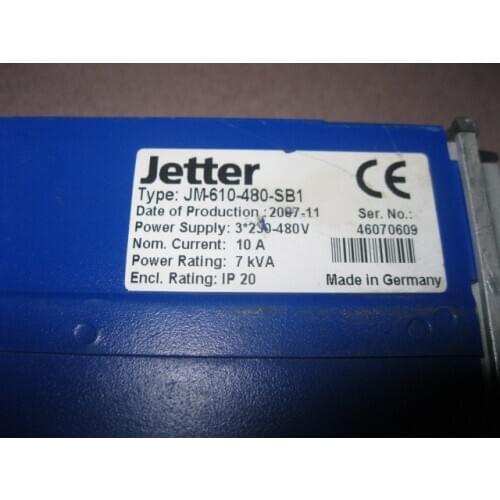 Jetter CE
Type: JM-610-480-SB1
Date of Production : 2007-11 Ser. No.:
Power Supply: 3*230-480V 46070609
Nom. Current: 10 A
Power Rating: 7 kVA
Encl. Rating: IP 20 Made in Germany